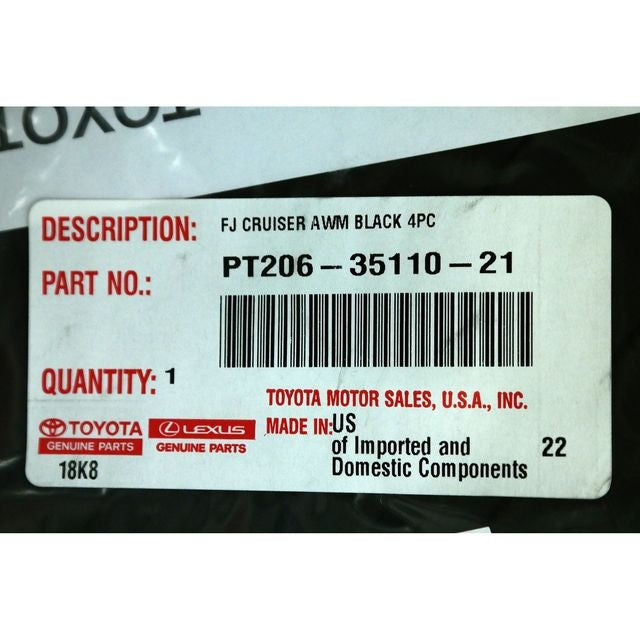 TOYOTA
DESCRIPTION: FJ CRUISER AWM BLACK 4PC
PART NO.: PT206-35110-21
QUANTITY: 1
TOYOTA MOTOR SALES, U.S.A., INC.
TOYOTA LEXUS MADE IN: US
GENUINE PARTS GENUINE PARTS of Imported and 22
18K8 Domestic Components